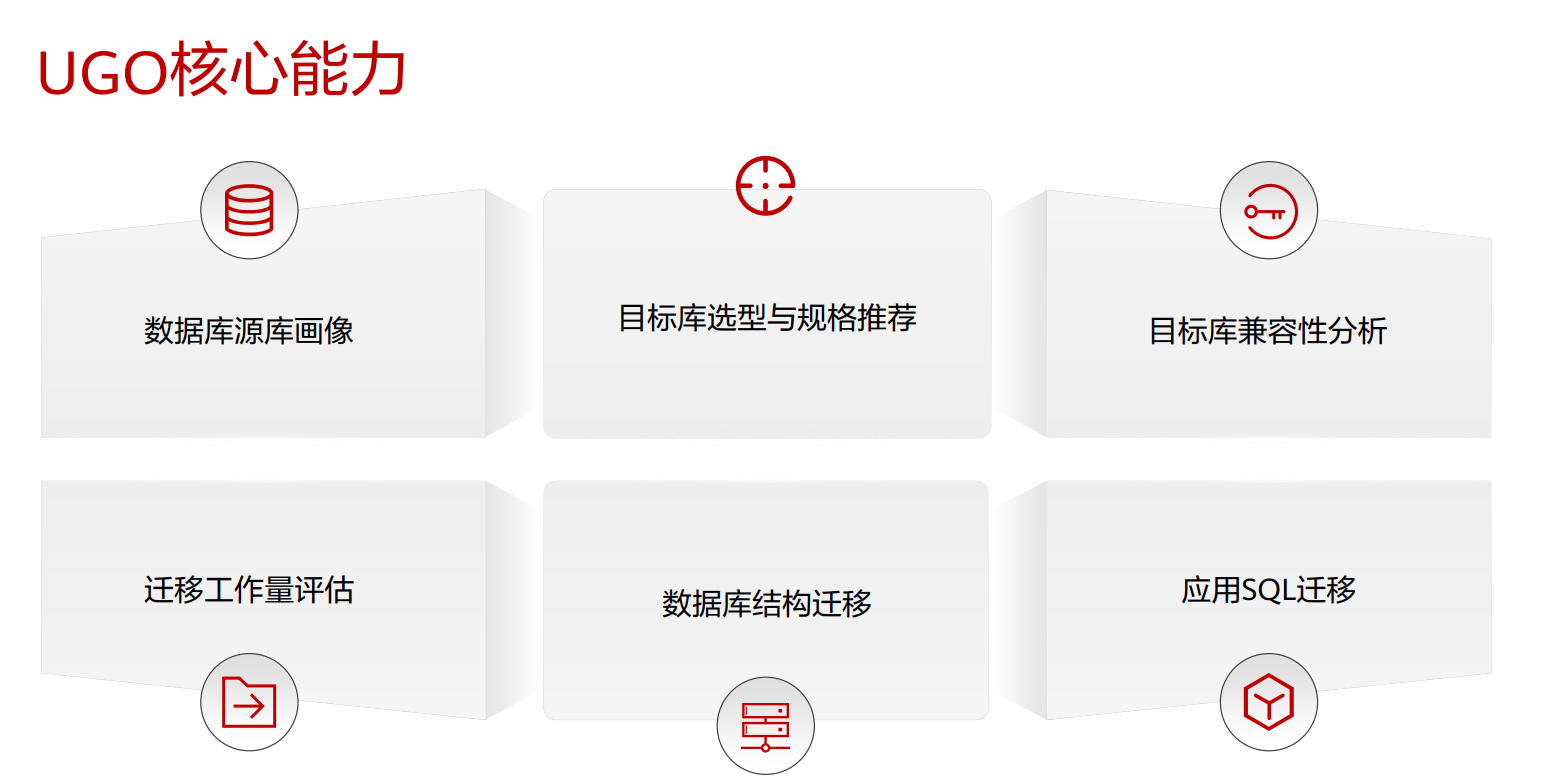 UGO核心能力
数据库源库画像
目标库选型与规格推荐
目标库兼容性分析
迁移工作量评估
数据库结构迁移
应用SQL迁移